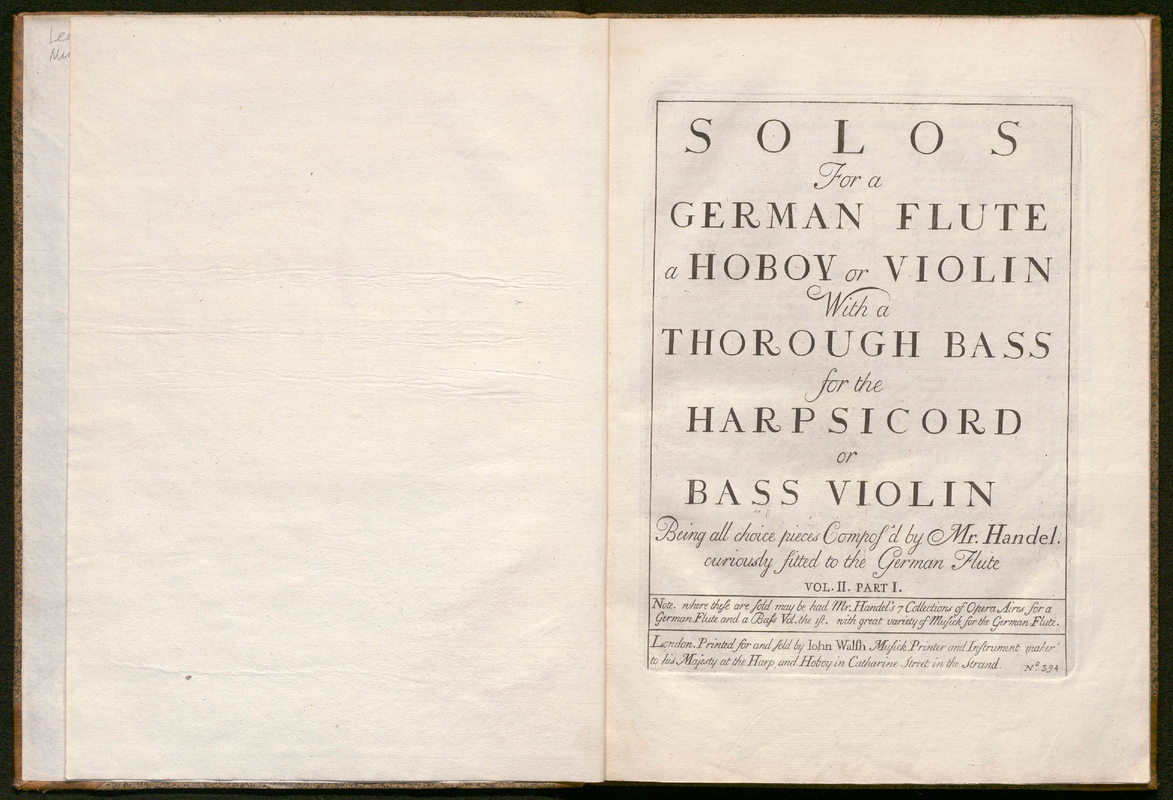 S O L O S
For a
GERMAN FLUTE
a HOBOY or VIOLIN
With a
THOROUGH BASS
for the
HARPSICORD
or
BASS VIOLIN
Being all choice pieces Compoſ'd by Mr. Handel.
curiously fitted to the German Flute
VOL. II. PART I.
Note. where theſe are ſold may be had Mr. Handel's 7 Collections of Opera Aires for a
German Flute and a Baſs Vol. the 1st. with great variety of Muſick for the German Flute.
London. Printed for and ſold by Iohn Walſh Muſick Printer and Inſtrument maker
to his Majesty at the Harp and Hoboy in Catharine Street in the Strand. No. 394